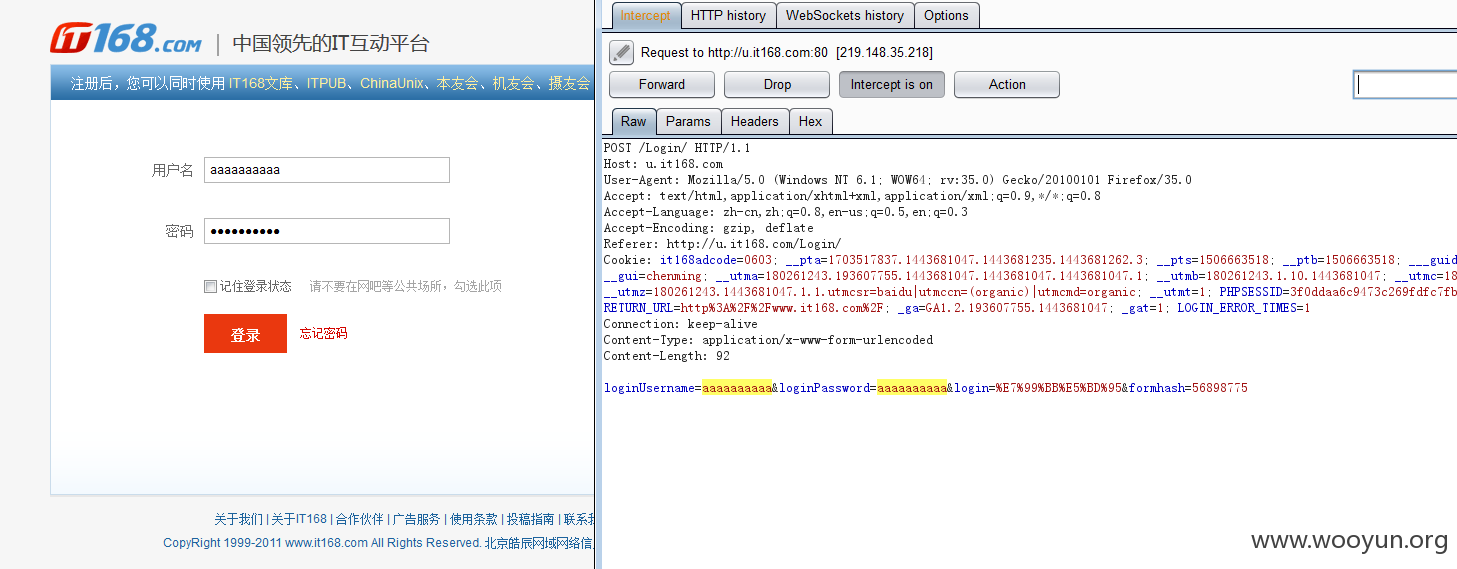 IT168.COM | 中国领先的IT互动平台
注册后，您可以同时使用 IT168文库、ITPUB、ChinaUnix、本友会、机友会、摄友会
用户名 aaaaaaaaaa
密码 ••••••••••
记住登录状态 请不要在网吧等公共场所，勾选此项
登录 忘记密码
关于我们 | 关于IT168 | 合作伙伴 | 广告服务 | 使用条款 | 投稿指南 | 联系我
CopyRight 1999-2011 www.it168.com All Rights Reserved. 北京皓辰网域网络信
Intercept HTTP history WebSockets history Options
Request to http://u.it168.com:80 [219.148.35.218]
Forward Drop Intercept is on Action
Raw Params Headers Hex
POST /Login/ HTTP/1.1
Host: u.it168.com
User-Agent: Mozilla/5.0 (Windows NT 6.1; WOW64; rv:35.0) Gecko/20100101 Firefox/35.0
Accept: text/html,application/xhtml+xml,application/xml;q=0.9,*/*;q=0.8
Accept-Language: zh-cn,zh;q=0.8,en-us;q=0.5,en;q=0.3
Accept-Encoding: gzip, deflate
Referer: http://u.it168.com/Login/
Cookie: it168adcode=0603; __pta=1703517837.1443681047.1443681235.1443681262.3; __pts=1506663518; __ptb=1506663518; ___guid
__gui=chenming; __utma=180261243.193607755.1443681047.1443681047.1443681047.1; __utmb=180261243.1.10.1443681047; __utmc=18
__utmz=180261243.1443681047.1.1.utmcsr=baidu|utmccn=(organic)|utmcmd=organic; __utmt=1; PHPSESSID=3f0ddaa6c9473c269fdfc7fb
RETURN_URL=http%3A%2F%2Fwww.it168.com%2F; _ga=GA1.2.193607755.1443681047; _gat=1; LOGIN_ERROR_TIMES=1
Connection: keep-alive
Content-Type: application/x-www-form-urlencoded
Content-Length: 92
loginUsername=aaaaaaaaaa&loginPassword=aaaaaaaaaa&login=%E7%99%BB%E5%BD%95&formhash=56898775
www.wooyun.org